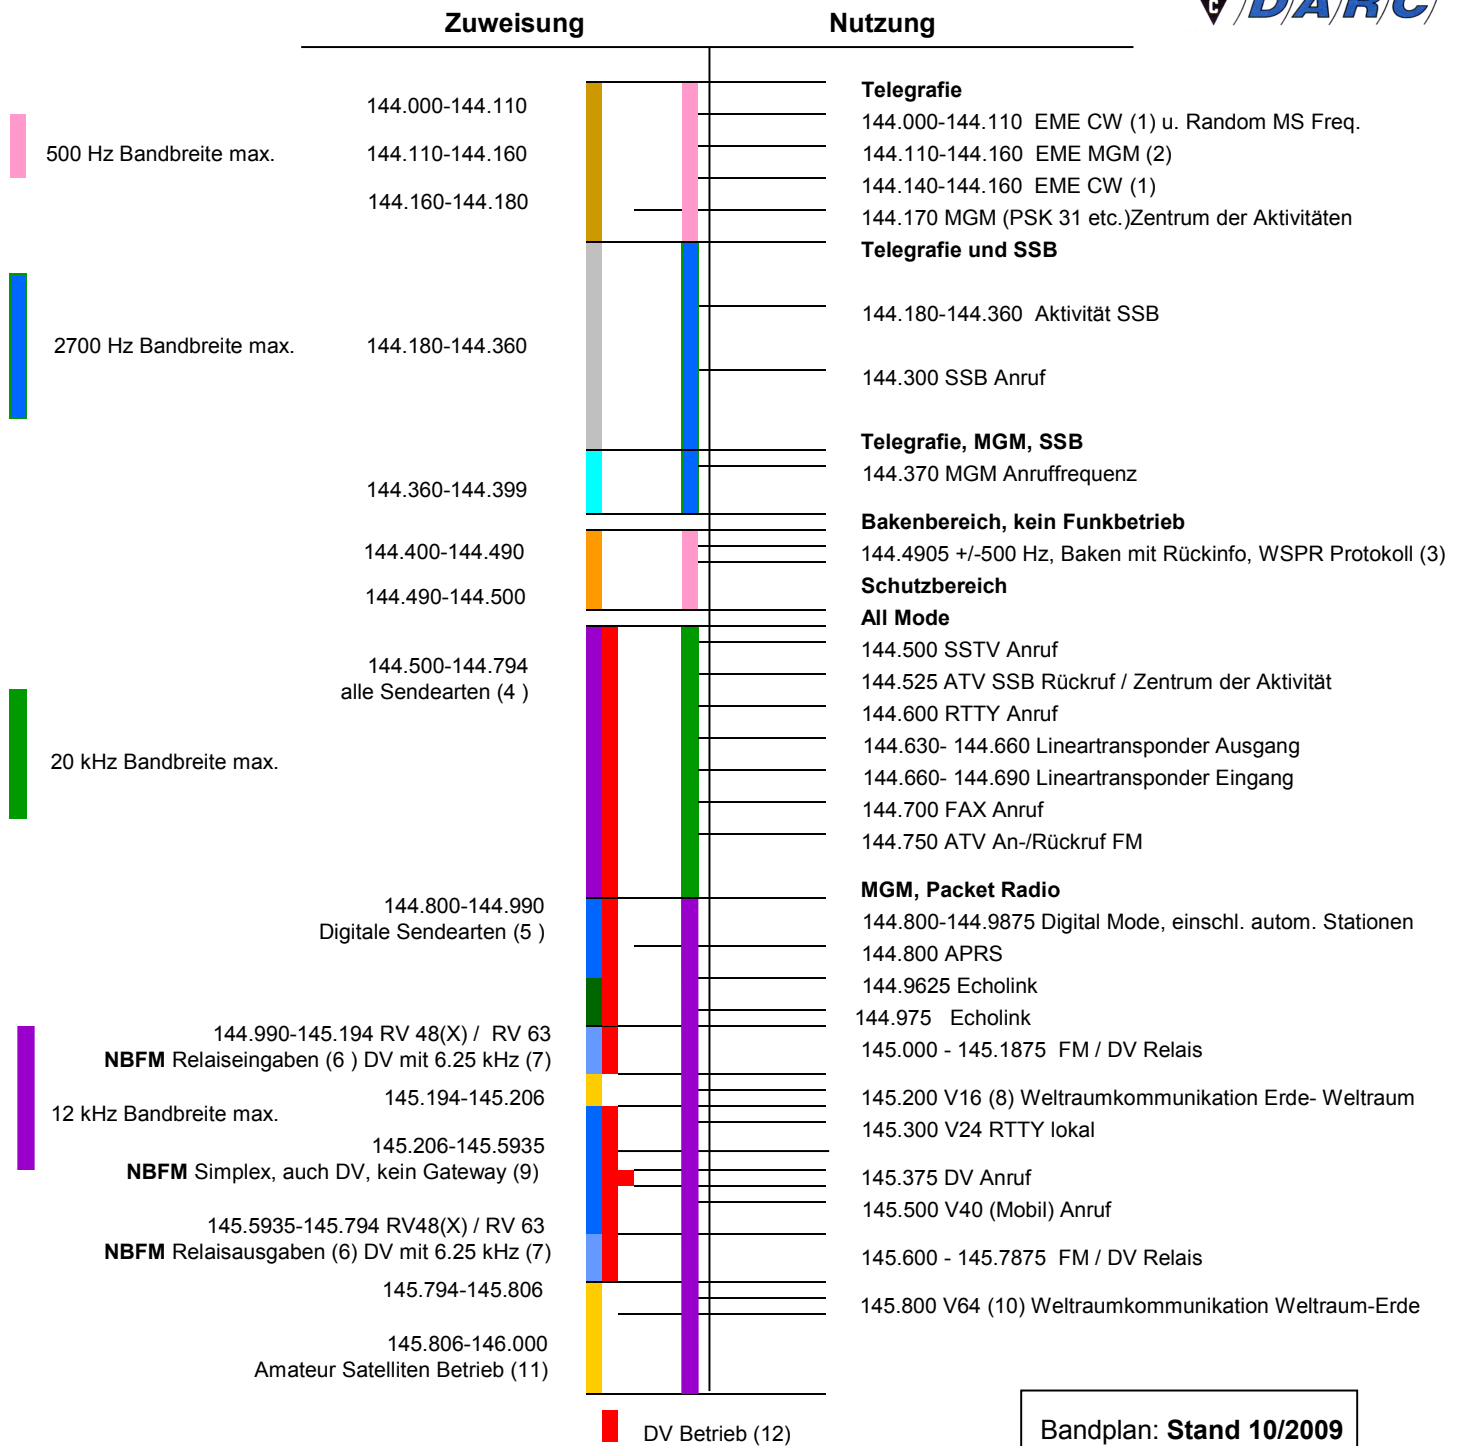 Zuweisung
Nutzung
C
D/A/R/C
500 Hz Bandbreite max.
2700 Hz Bandbreite max.
20 kHz Bandbreite max.
12 kHz Bandbreite max.
144.000-144.110
144.110-144.160
144.160-144.180
144.180-144.360
144.360-144.399
144.400-144.490
144.490-144.500
144.500-144.794
alle Sendearten (4 )
144.800-144.990
Digitale Sendearten (5 )
144.990-145.194 RV 48(X) / RV 63
NBFM Relaiseingaben (6 ) DV mit 6.25 kHz (7)
145.194-145.206
145.206-145.5935
NBFM Simplex, auch DV, kein Gateway (9)
145.5935-145.794 RV48(X) / RV 63
NBFM Relaisausgaben (6) DV mit 6.25 kHz (7)
145.794-145.806
145.806-146.000
Amateur Satelliten Betrieb (11)
Telegrafie
144.000-144.110 EME CW (1) u. Random MS Freq.
144.110-144.160 EME MGM (2)
144.140-144.160 EME CW (1)
144.170 MGM (PSK 31 etc.)Zentrum der Aktivitäten
Telegrafie und SSB
144.180-144.360 Aktivität SSB
144.300 SSB Anruf
Telegrafie, MGM, SSB
144.370 MGM Anruffrequenz
Bakenbereich, kein Funkbetrieb
144.4905 +/-500 Hz, Baken mit Rückinfo, WSPR Protokoll (3)
Schutzbereich
All Mode
144.500 SSTV Anruf
144.525 ATV SSB Rückruf / Zentrum der Aktivität
144.600 RTTY Anruf
144.630- 144.660 Lineartransponder Ausgang
144.660- 144.690 Lineartransponder Eingang
144.700 FAX Anruf
144.750 ATV An-/Rückruf FM
MGM, Packet Radio
144.800-144.9875 Digital Mode, einschl. autom. Stationen
144.800 APRS
144.9625 Echolink
144.975 Echolink
145.000 - 145.1875 FM / DV Relais
145.200 V16 (8) Weltraumkommunikation Erde- Weltraum
145.300 V24 RTTY lokal
145.375 DV Anruf
145.500 V40 (Mobil) Anruf
145.600 - 145.7875 FM / DV Relais
145.800 V64 (10) Weltraumkommunikation Weltraum-Erde
DV Betrieb (12)
Bandplan: Stand 10/2009